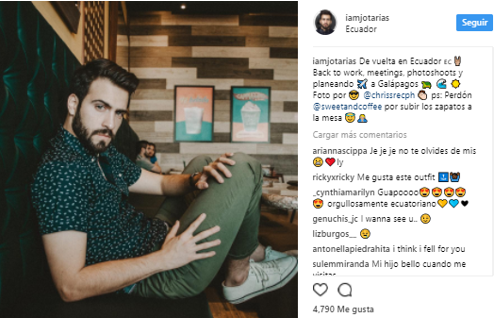 iamjotarias
Ecuador
Seguir
iamjotarias De vuelta en Ecuador EC ✌
Back to work, meetings, photoshoots y
planeando ✈ a Galápagos 🐢 🌊 ☀
Foto por 😎 @chrissrecph 👏 ps: Perdón
@sweetandcoffee por subir los zapatos a
la mesa 😅 🙏
Cargar más comentarios
ariannascippa Je je je no te olvides de mis
😄❤ly
rickyxricky Me gusta este outfit
_cynthiamarilyn Guapoooo😍😍😍😍
😍 orgullosamente ecuatoriano💛💙❤
genuchis_jc I wanna see u.. 😉
lizburgos__ 😉
antonellapiedrahita i think i fell for you
sulemmiranda Mi hijo bello cuando me
visitas
4,790 Me gusta